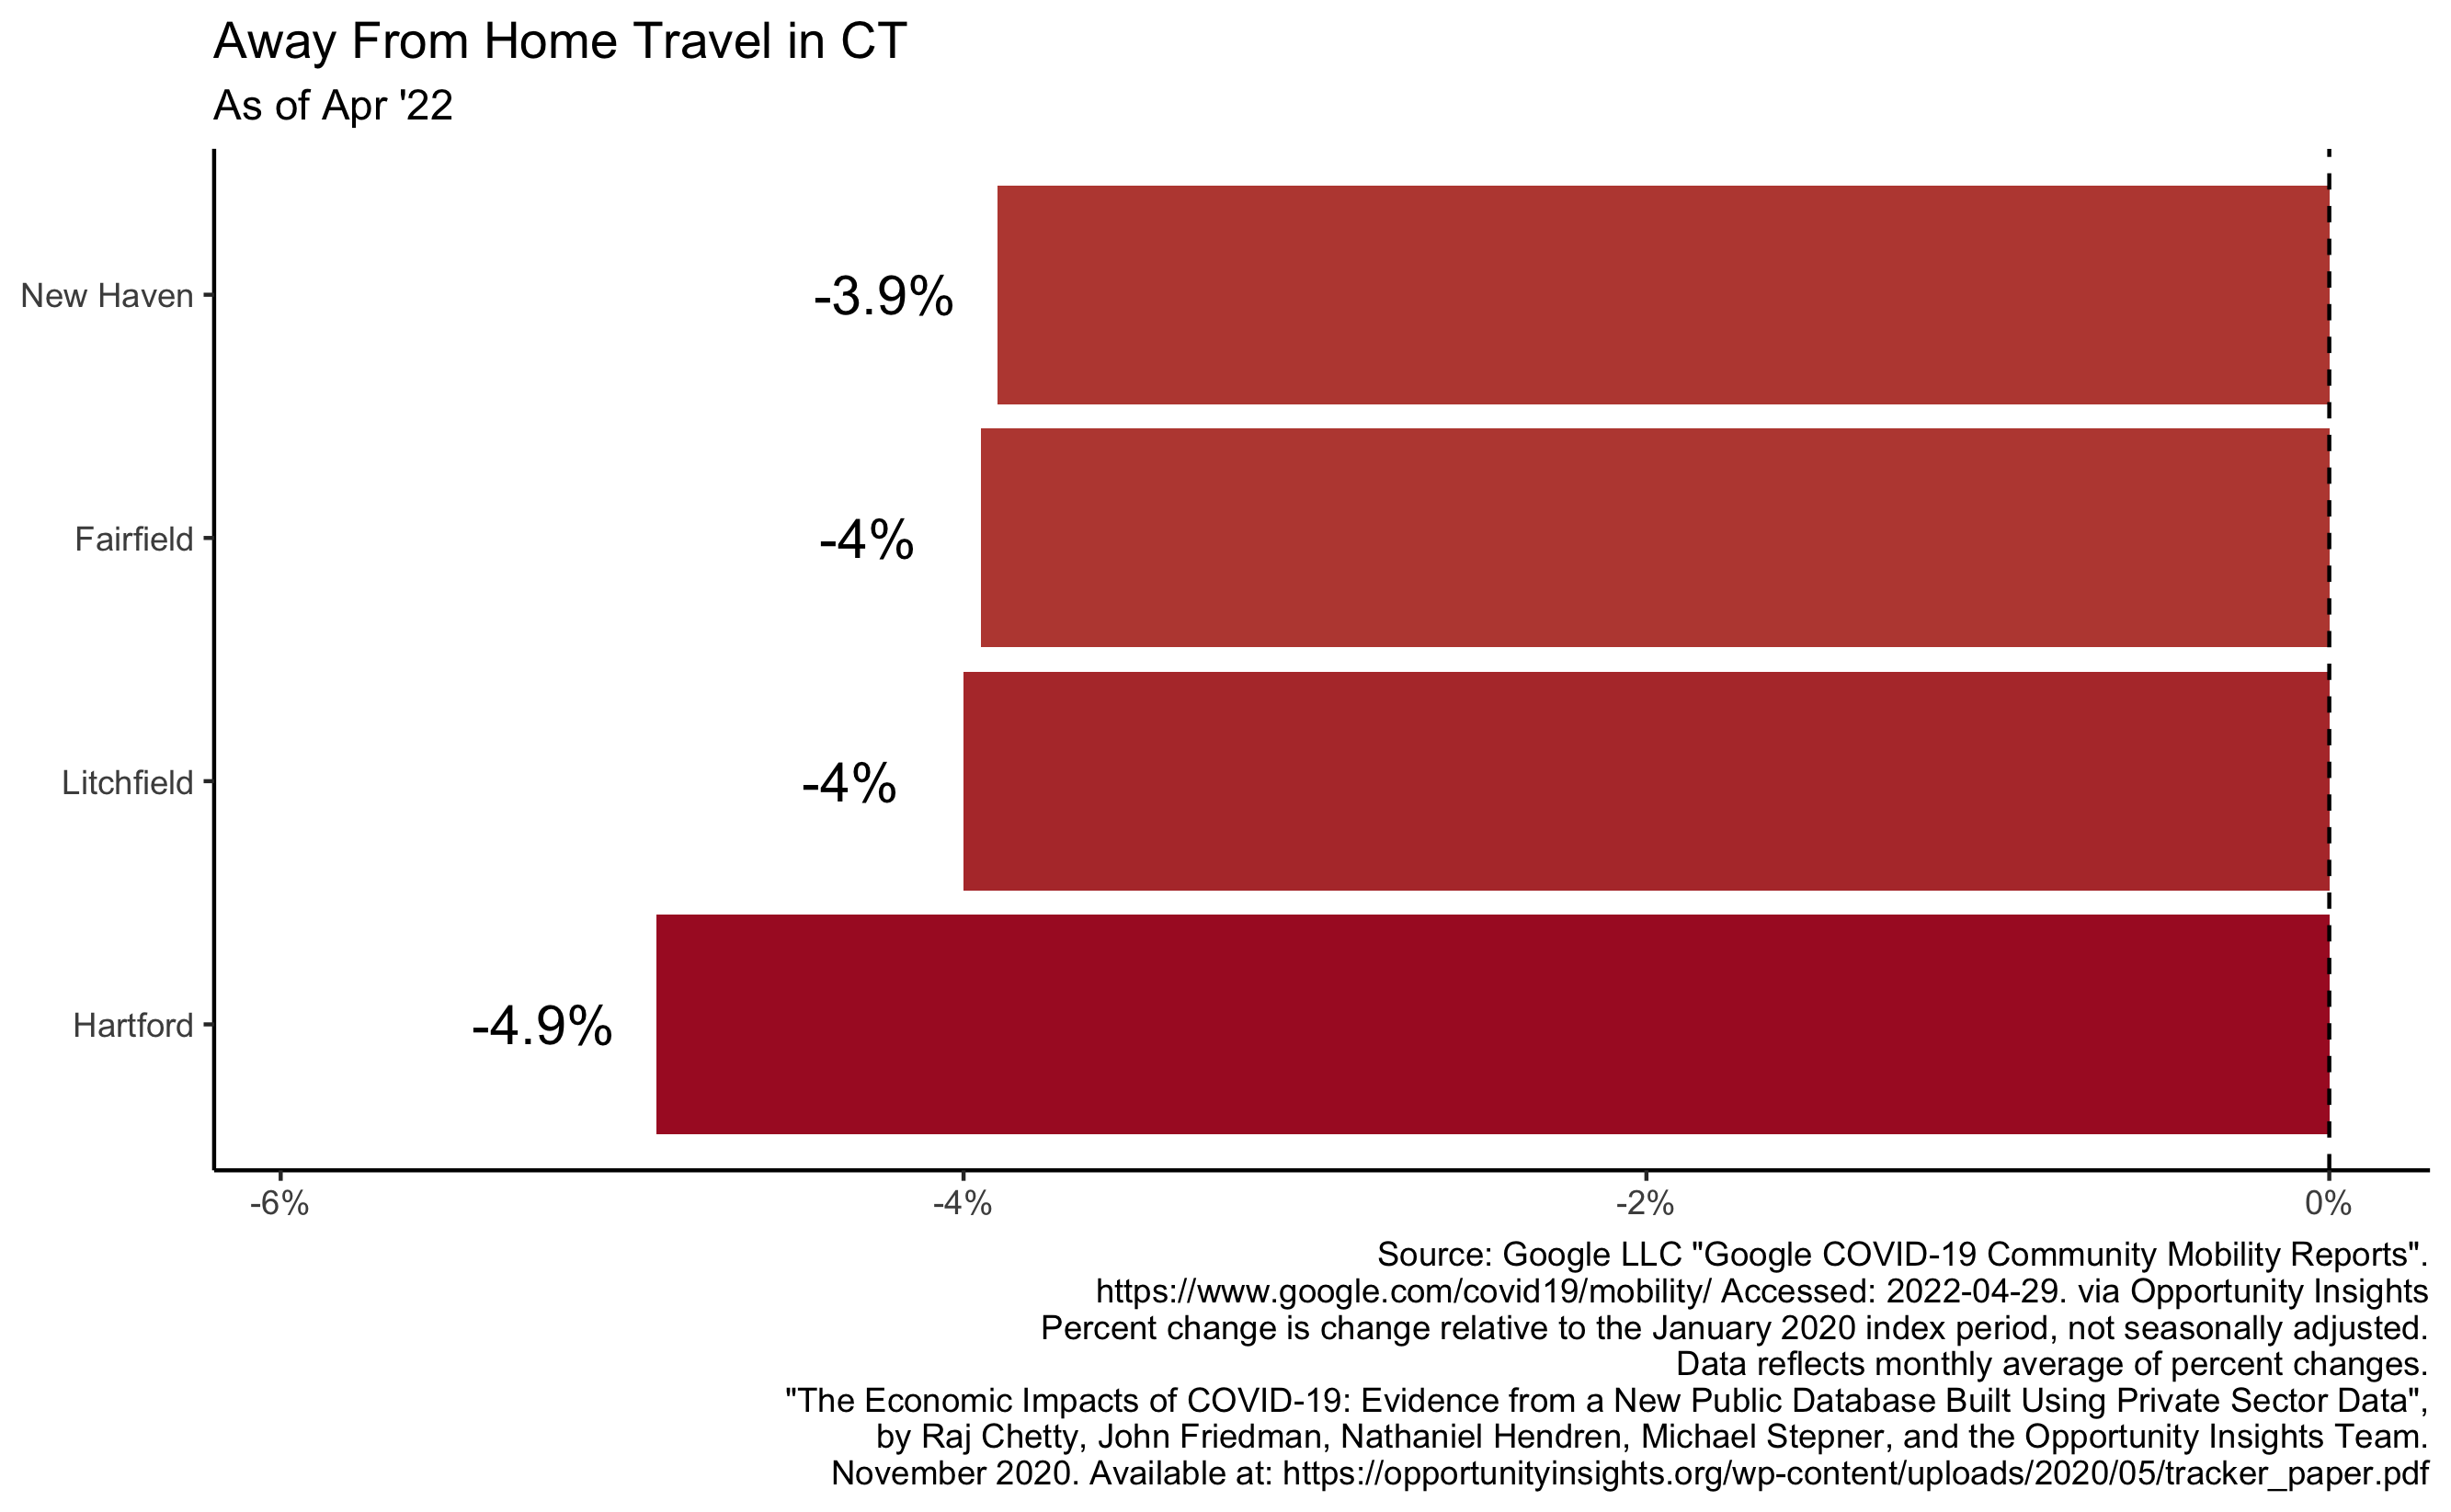 Away From Home Travel in CT
As of Apr '22
New Haven
-3.9%
Fairfield
-4%
Litchfield
-4%
Hartford
-4.9%
-6%
-4%
-2%
0%
Source: Google LLC "Google COVID-19 Community Mobility Reports".
https://www.google.com/covid19/mobility/ Accessed: 2022-04-29. via Opportunity Insights
Percent change is change relative to the January 2020 index period, not seasonally adjusted.
Data reflects monthly average of percent changes.
"The Economic Impacts of COVID-19: Evidence from a New Public Database Built Using Private Sector Data",
by Raj Chetty, John Friedman, Nathaniel Hendren, Michael Stepner, and the Opportunity Insights Team.
November 2020. Available at: https://opportunityinsights.org/wp-content/uploads/2020/05/tracker_paper.pdf